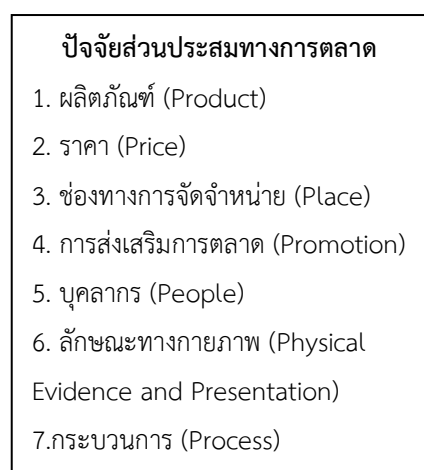 ปัจจัยส่วนประสมทางการตลาด
1. ผลิตภัณฑ์ (Product)
2. ราคา (Price)
3. ช่องทางการจัดจำหน่าย (Place)
4. การส่งเสริมการตลาด (Promotion)
5. บุคลากร (People)
6. ลักษณะทางกายภาพ (Physical
Evidence and Presentation)
7.กระบวนการ (Process)